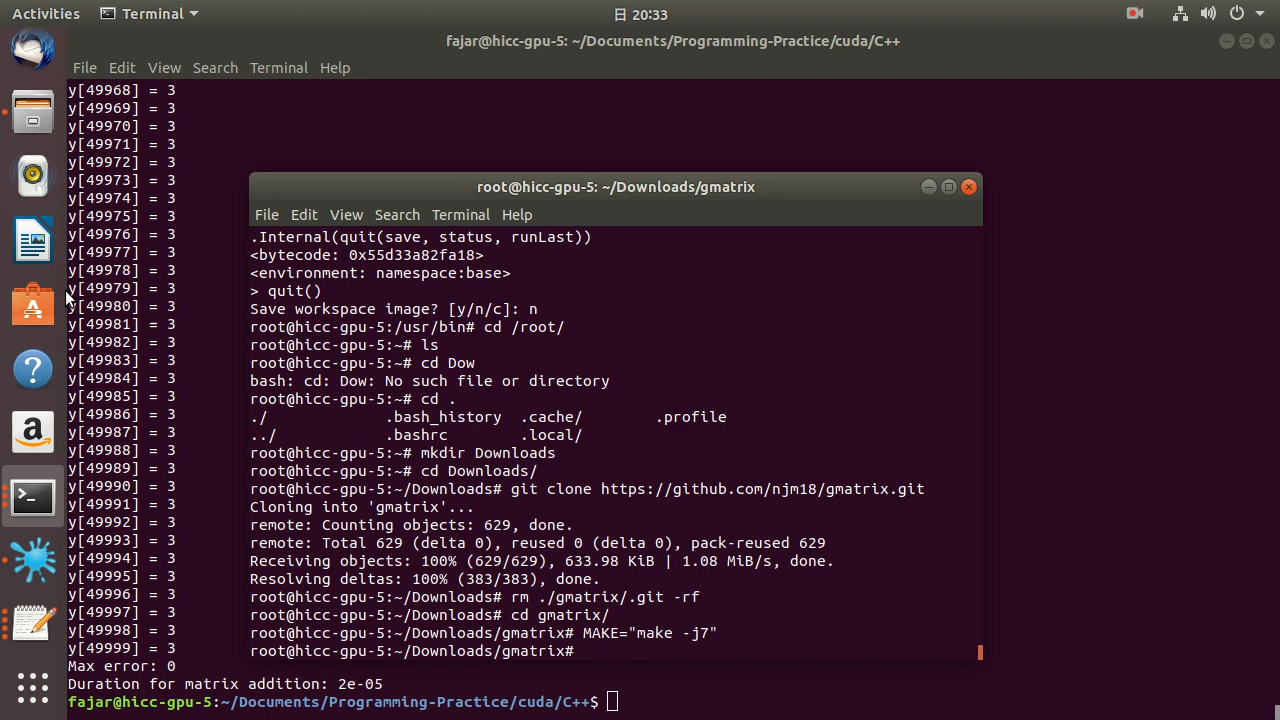 Activities Terminal 日 20:33
fajar@hicc-gpu-5: ~/Documents/Programming-Practice/cuda/C++
File Edit View Search Terminal Help
y[49968] = 3
y[49969] = 3
y[49970] = 3
y[49971] = 3
y[49972] = 3
y[49973] = 3
y[49974] = 3
y[49975] = 3
y[49976] = 3
y[49977] = 3
y[49978] = 3
y[49979] = 3
y[49980] = 3
y[49981] = 3
y[49982] = 3
y[49983] = 3
y[49984] = 3
y[49985] = 3
y[49986] = 3
y[49987] = 3
y[49988] = 3
y[49989] = 3
y[49990] = 3
y[49991] = 3
y[49992] = 3
y[49993] = 3
y[49994] = 3
y[49995] = 3
y[49996] = 3
y[49997] = 3
y[49998] = 3
y[49999] = 3
Max error: 0
Duration for matrix addition: 2e-05
fajar@hicc-gpu-5:~/Documents/Programming-Practice/cuda/C++$
root@hicc-gpu-5: ~/Downloads/gmatrix
File Edit View Search Terminal Help
.Internal(quit(save, status, runLast))
<bytecode: 0x55d33a82fa18>
<environment: namespace:base>
> quit()
Save workspace image? [y/n/c]: n
root@hicc-gpu-5:/usr/bin# cd /root/
root@hicc-gpu-5:~# ls
root@hicc-gpu-5:~# cd Dow
bash: cd: Dow: No such file or directory
root@hicc-gpu-5:~# cd .
./ .bash_history .cache/ .profile
../ .bashrc .local/
root@hicc-gpu-5:~# mkdir Downloads
root@hicc-gpu-5:~# cd Downloads/
root@hicc-gpu-5:~/Downloads# git clone https://github.com/njm18/gmatrix.git
Cloning into 'gmatrix'...
remote: Counting objects: 629, done.
remote: Total 629 (delta 0), reused 0 (delta 0), pack-reused 629
Receiving objects: 100% (629/629), 633.98 KiB | 1.08 MiB/s, done.
Resolving deltas: 100% (383/383), done.
root@hicc-gpu-5:~/Downloads# rm ./gmatrix/.git -rf
root@hicc-gpu-5:~/Downloads# cd gmatrix/
root@hicc-gpu-5:~/Downloads/gmatrix# MAKE="make -j7"
root@hicc-gpu-5:~/Downloads/gmatrix#